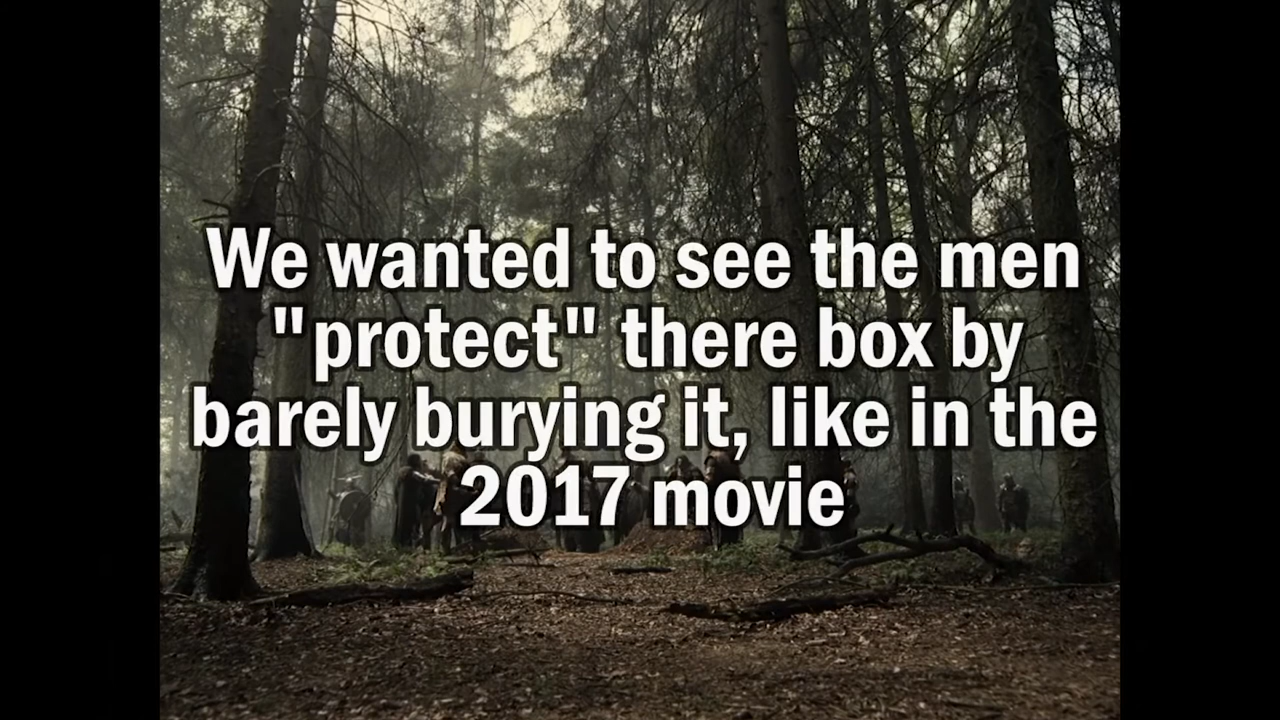 We wanted to see the men
"protect" there box by
barely burying it, like in the
2017 movie